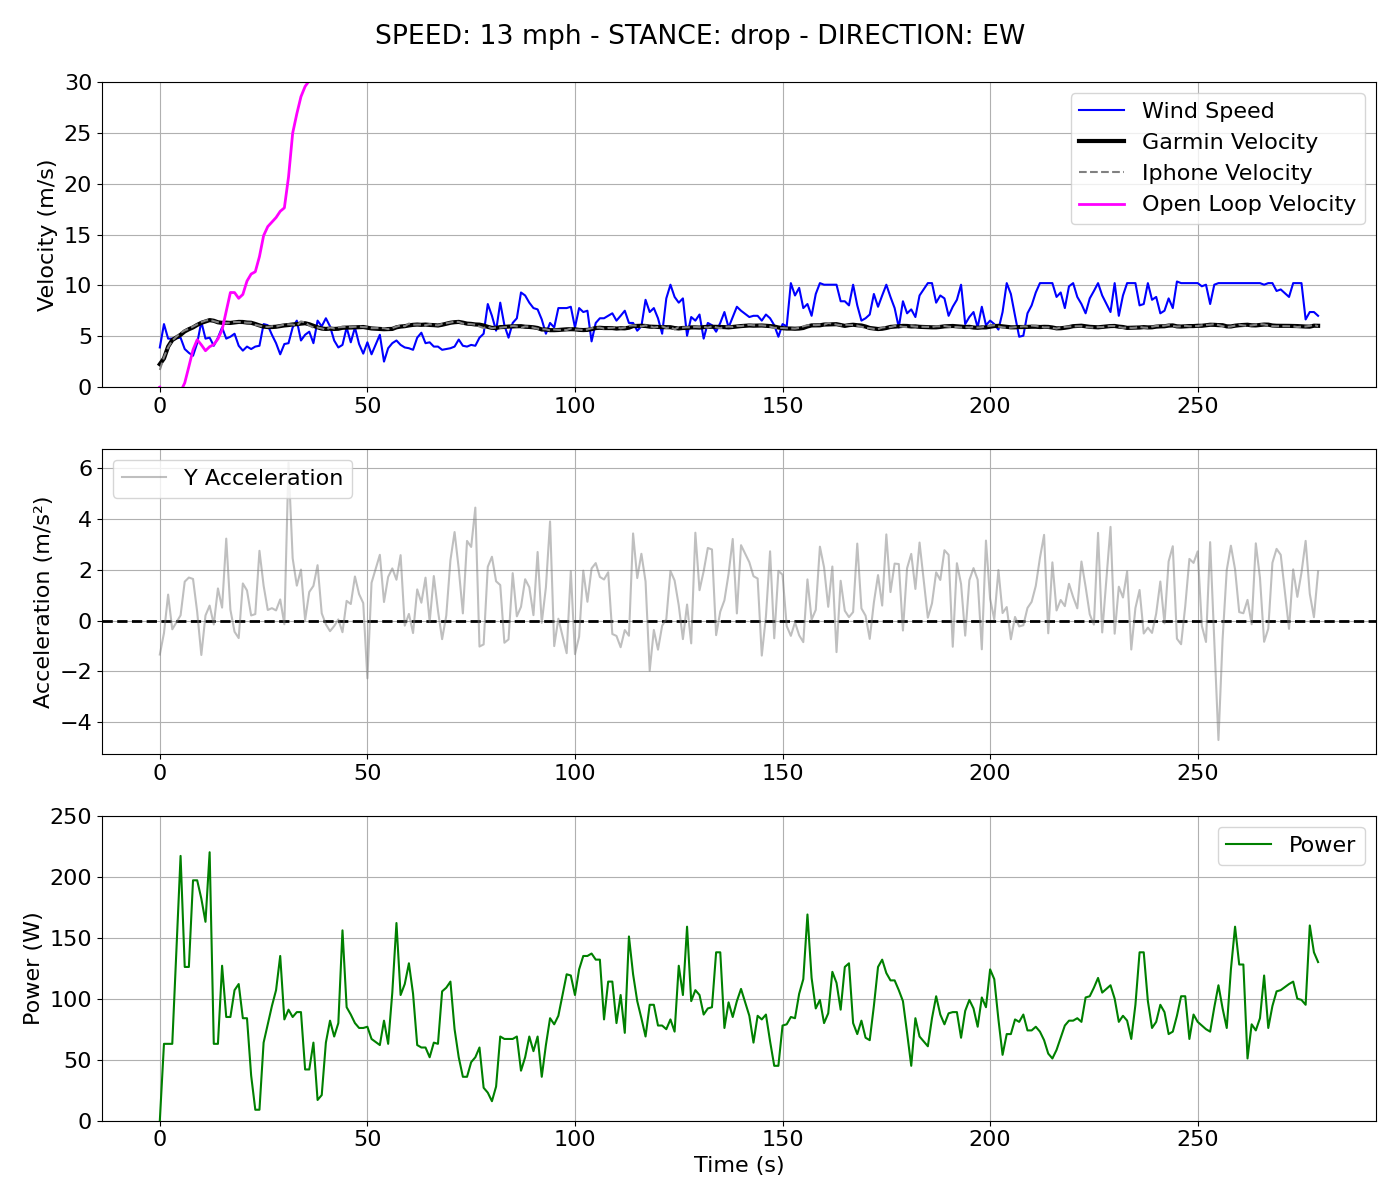 SPEED: 13 mph - STANCE: drop - DIRECTION: EW
Velocity (m/s)
30
25
20
15
10
5
0
Wind Speed
Garmin Velocity
Iphone Velocity
Open Loop Velocity
0 50 100 150 200 250
Acceleration (m/s²)
6
4
2
0
−2
−4
Y Acceleration
0 50 100 150 200 250
Power (W)
250
200
150
100
50
0
Power
0 50 100 150 200 250
Time (s)